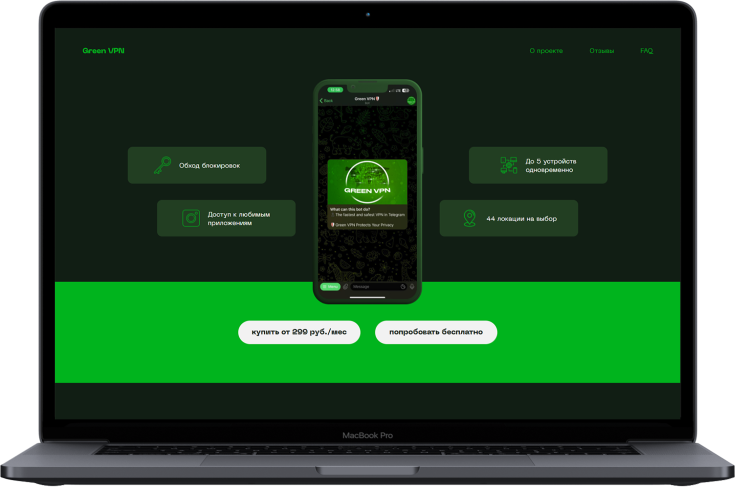 Green VPN
О проекте
Отзывы
FAQ
Back
Green VPN
bot
Обход блокировок
До 5 устройств
одновременно
GREEN VPN
Доступ к любимым
приложениям
What can this bot do?
The fastest and safest VPN in Telegram
Green VPN Protects Your Privacy
44 локации на выбор
Message
купить от 299 руб./мес
попробовать бесплатно
MacBook Pro